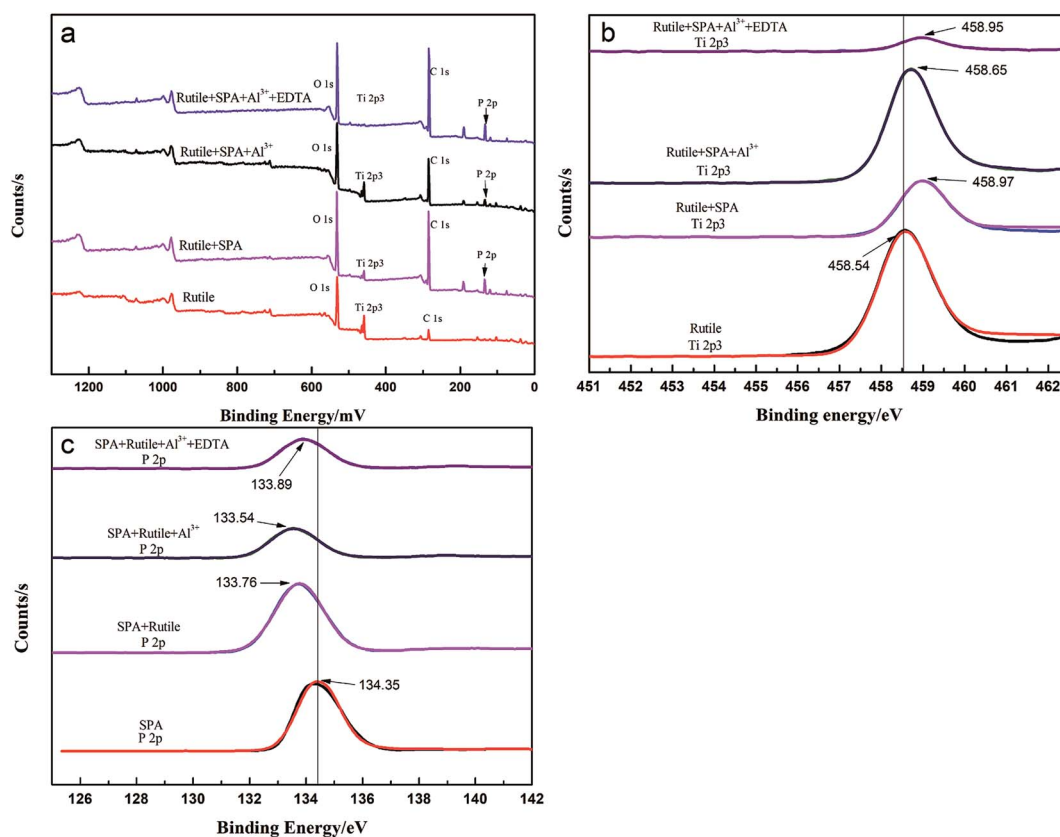 a
Rutile+SPA+Al³⁺+EDTA
O 1s
Ti 2p3
C 1s
P 2p
Rutile+SPA+Al³⁺
O 1s
Ti 2p3
C 1s
P 2p
Rutile+SPA
O 1s
Ti 2p3
C 1s
P 2p
Rutile
O 1s
Ti 2p3
C 1s
Counts/s
1200 1000 800 600 400 200 0
Binding Energy/mV
b
Rutile+SPA+Al³⁺+EDTA
Ti 2p3
458.95
458.65
Rutile+SPA+Al³⁺
Ti 2p3
458.97
Rutile+SPA
Ti 2p3
458.54
Rutile
Ti 2p3
Counts/s
451 452 453 454 455 456 457 458 459 460 461 462
Binding energy/eV
c
SPA+Rutile+Al³⁺+EDTA
P 2p
133.89
133.54
SPA+Rutile+Al³⁺
P 2p
133.76
SPA+Rutile
P 2p
134.35
SPA
P 2p
Counts/s
126 128 130 132 134 136 138 140 142
Binding Energy/eV